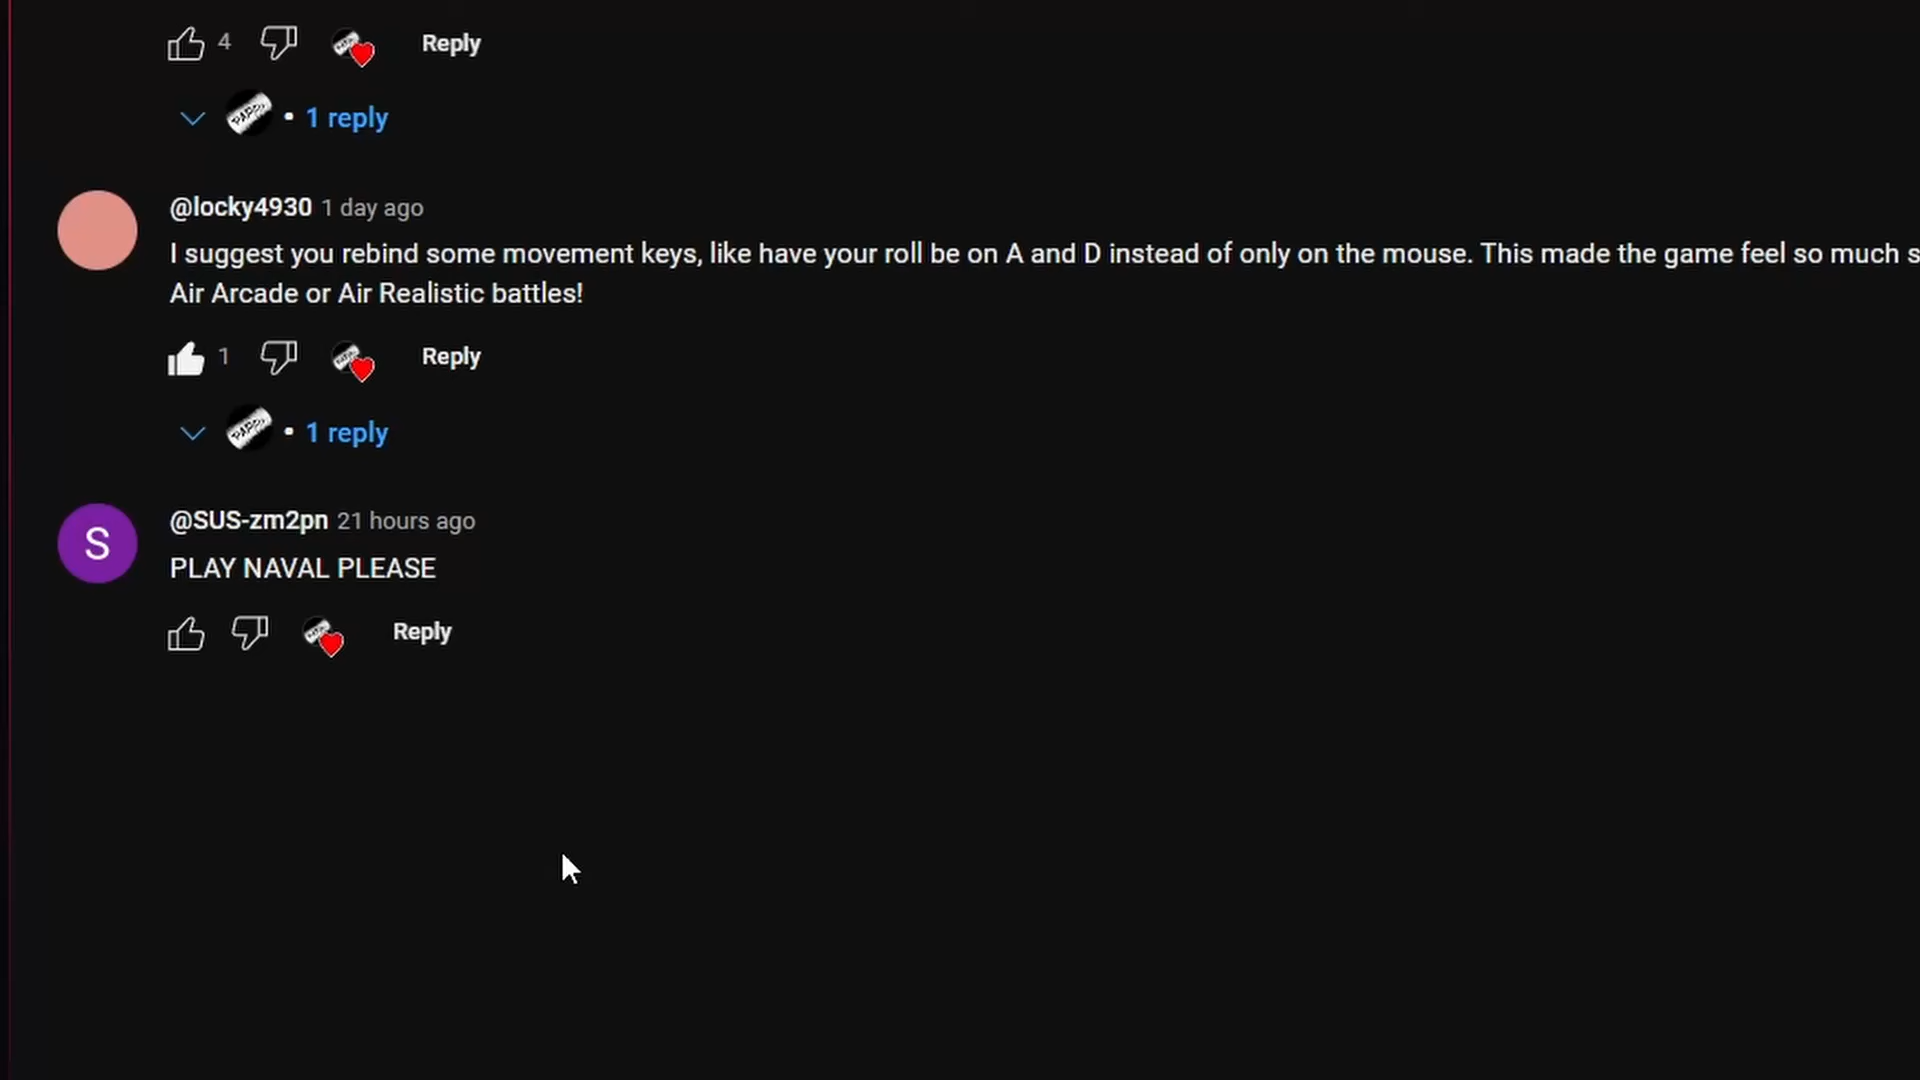 4 Reply
PAPPY • 1 reply
@locky4930 1 day ago
I suggest you rebind some movement keys, like have your roll be on A and D instead of only on the mouse. This made the game feel so much
Air Arcade or Air Realistic battles!
1 Reply
• 1 reply
S @SUS-zm2pn 21 hours ago
PLAY NAVAL PLEASE
Reply